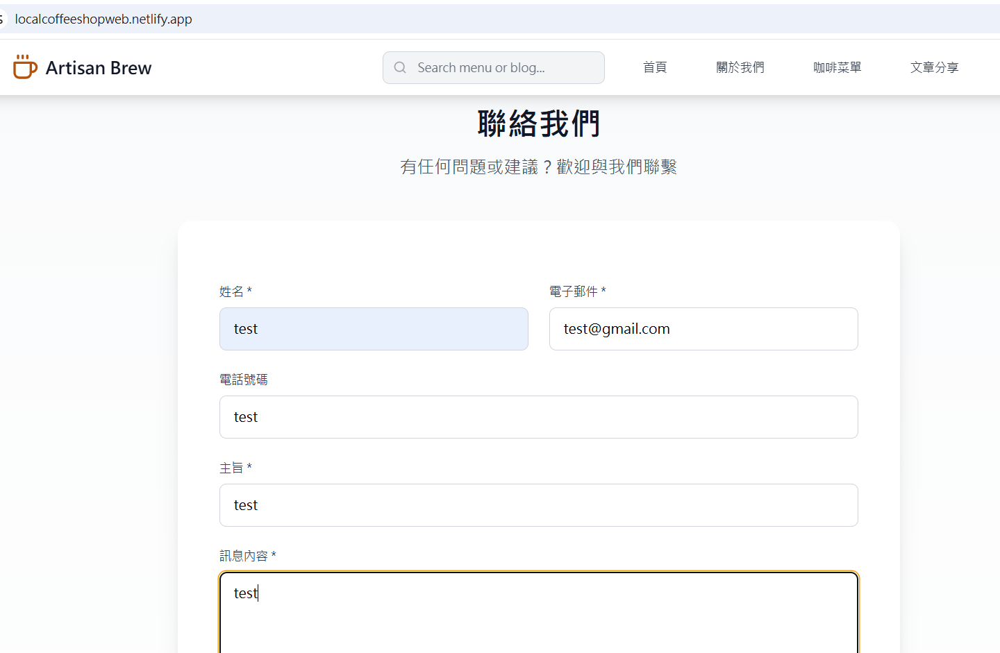 localcoffeeshopweb.netlify.app
Artisan Brew
Search menu or blog...
首頁
關於我們
咖啡菜單
文章分享
聯絡我們
有任何問題或建議？歡迎與我們聯繫
姓名 *
電子郵件 *
test
test@gmail.com
電話號碼
test
主旨 *
test
訊息內容 *
test